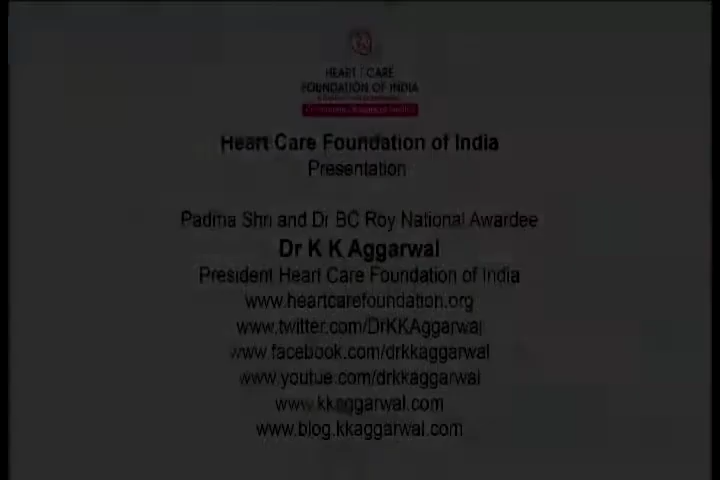 HEART CARE
FOUNDATION OF INDIA
Heart Care Foundation of India
Presentation
Padma Shri and Dr BC Roy National Awardee
Dr K K Aggarwal
President Heart Care Foundation of India
www.heartcarefoundation.org
www.twitter.com/DrKKAggarwal
www.facebook.com/drkkaggarwal
www.youtue.com/drkkaggarwal
www.kkaggarwal.com
www.blog.kkaggarwal.com